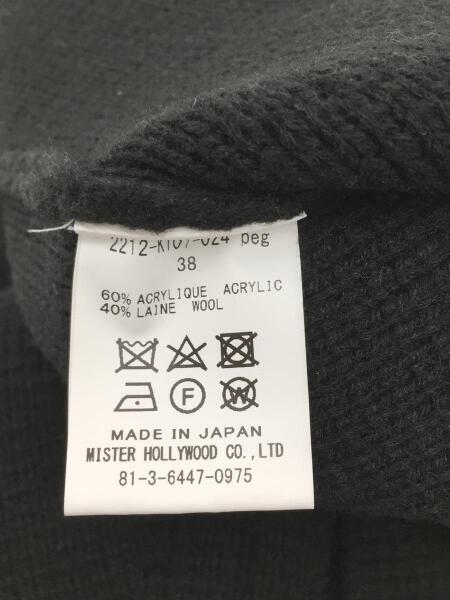 2212-KT07-024 peg
38
60% ACRYLIQUE ACRYLIC
40% LAINE WOOL
F W
MADE IN JAPAN
MISTER HOLLYWOOD CO.,LTD
81-3-6447-0975